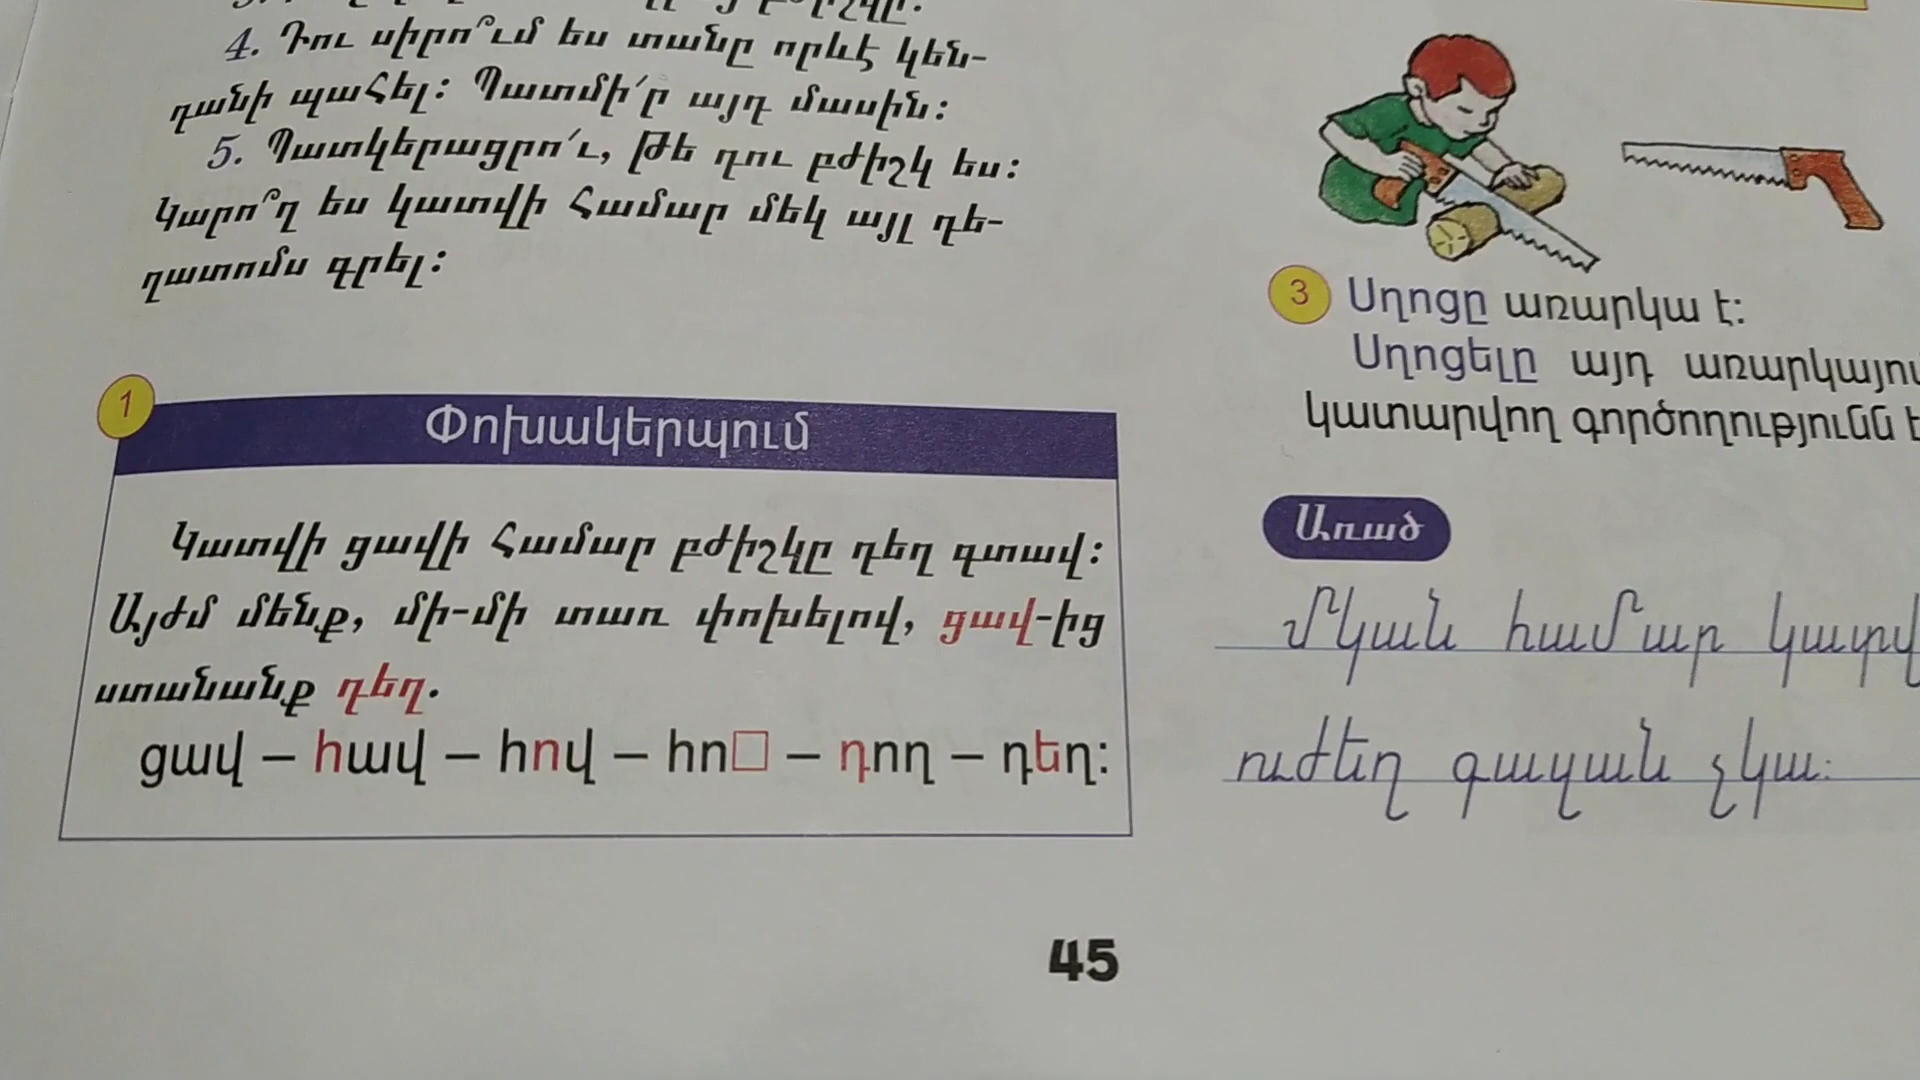 4. Դու սիրո՞ւմ ես տանը որևէ կեն-
դանի պահել: Պատմի՛ր այդ մասին:
5. Պատկերացրո՛ւ, թե դու բժիշկ ես:
Կարո՞ղ ես կատվի համար մեկ այլ դե-
ղատոմս գրել:
1
Փոխակերպում
Կատվի ցավի համար բժիշկը դեղ գտավ:
Այժմ մենք, մի-մի տառ փոխելով, ցավ-ից
ստանանք դեղ.
ցավ – հավ – հով – հո□ – դող – դեղ:
45
3 Սղոցը առարկա է:
Սղոցելը այդ առարկայու
կատարվող գործողությունն է
Առած
Մկան համար կատվ
ուժեղ գազան չկա: